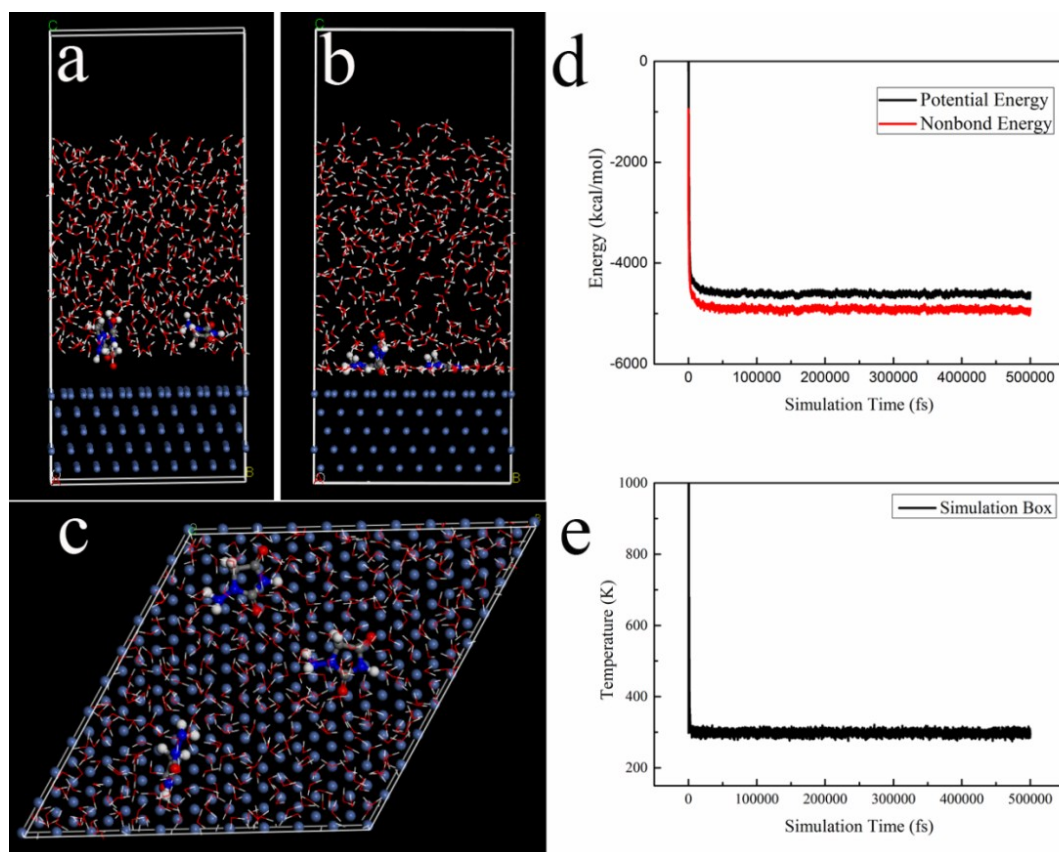 a
C
b
C
B
B
c
d
0
-2000
-4000
-6000
Energy (kcal/mol)
Potential Energy
Nonbond Energy
0
100000
200000
300000
400000
500000
Simulation Time (fs)
e
1000
800
600
400
300
200
Temperature (K)
Simulation Box
0
100000
200000
300000
400000
500000
Simulation Time (fs)